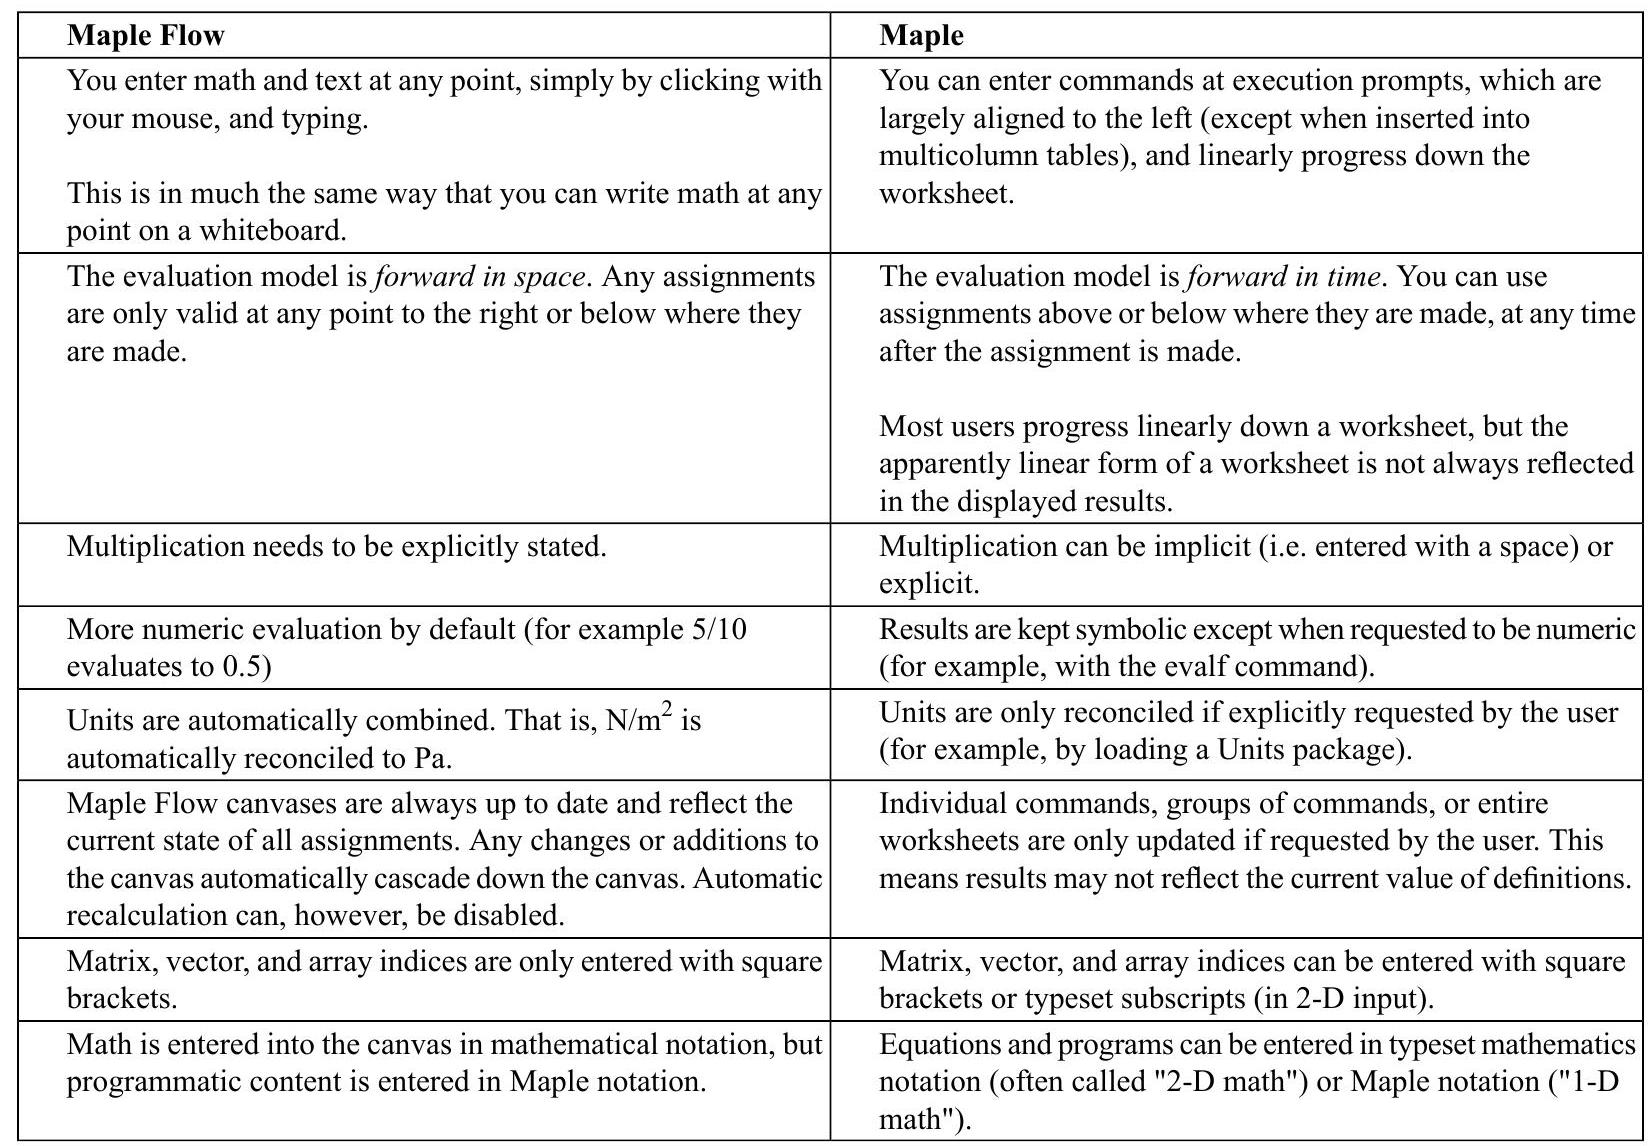 Maple Flow
Maple
You enter math and text at any point, simply by clicking with
your mouse, and typing.
This is in much the same way that you can write math at any
point on a whiteboard.
You can enter commands at execution prompts, which are
largely aligned to the left (except when inserted into
multicolumn tables), and linearly progress down the
worksheet.
The evaluation model is forward in space. Any assignments
are only valid at any point to the right or below where they
are made.
The evaluation model is forward in time. You can use
assignments above or below where they are made, at any time
after the assignment is made.
Most users progress linearly down a worksheet, but the
apparently linear form of a worksheet is not always reflected
in the displayed results.
Multiplication needs to be explicitly stated.
Multiplication can be implicit (i.e. entered with a space) or
explicit.
More numeric evaluation by default (for example 5/10
evaluates to 0.5)
Results are kept symbolic except when requested to be numeric
(for example, with the evalf command).
Units are automatically combined. That is, N/m² is
automatically reconciled to Pa.
Units are only reconciled if explicitly requested by the user
(for example, by loading a Units package).
Maple Flow canvases are always up to date and reflect the
current state of all assignments. Any changes or additions to
the canvas automatically cascade down the canvas. Automatic
recalculation can, however, be disabled.
Individual commands, groups of commands, or entire
worksheets are only updated if requested by the user. This
means results may not reflect the current value of definitions.
Matrix, vector, and array indices are only entered with square
brackets.
Matrix, vector, and array indices can be entered with square
brackets or typeset subscripts (in 2-D input).
Math is entered into the canvas in mathematical notation, but
programmatic content is entered in Maple notation.
Equations and programs can be entered in typeset mathematics
notation (often called "2-D math") or Maple notation ("1-D
math").